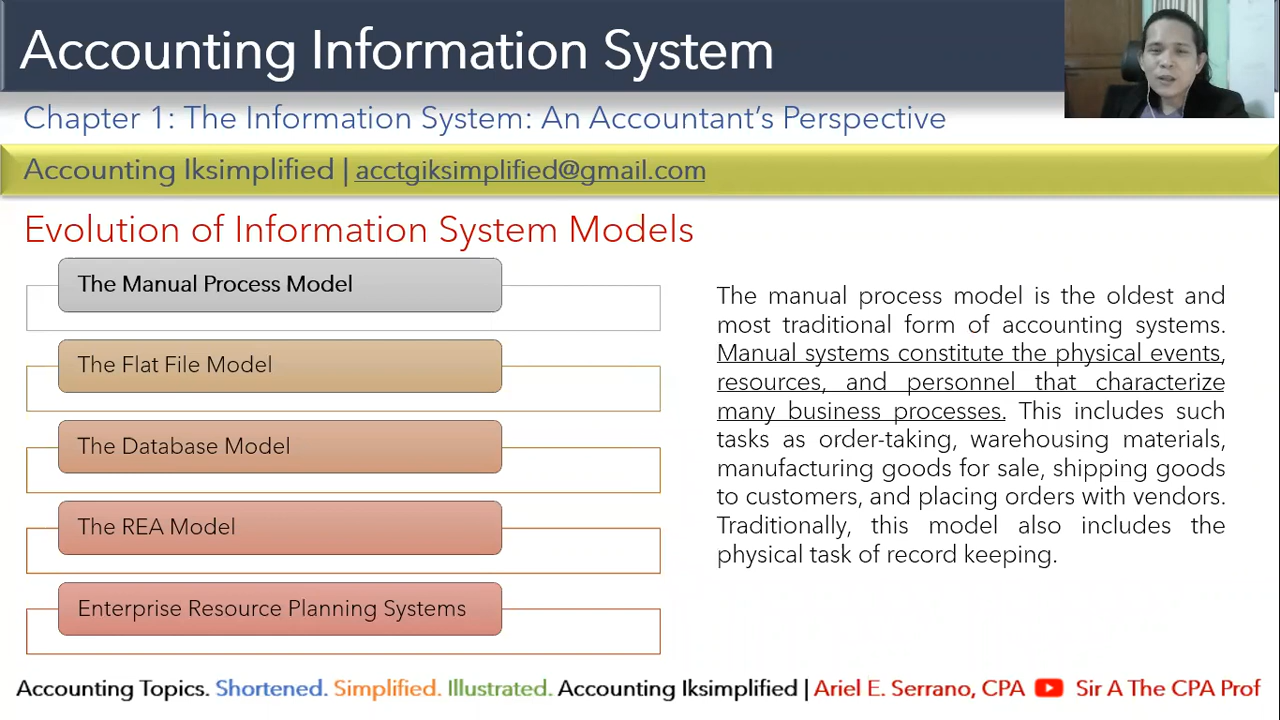 Accounting Information System
Chapter 1: The Information System: An Accountant's Perspective
Accounting Iksimplified | acctgiksimplified@gmail.com
Evolution of Information System Models
The Manual Process Model
The Flat File Model
The Database Model
The REA Model
Enterprise Resource Planning Systems
The manual process model is the oldest and
most traditional form of accounting systems.
Manual systems constitute the physical events,
resources, and personnel that characterize
many business processes. This includes such
tasks as order-taking, warehousing materials,
manufacturing goods for sale, shipping goods
to customers, and placing orders with vendors.
Traditionally, this model also includes the
physical task of record keeping.
Accounting Topics. Shortened. Simplified. Illustrated. Accounting Iksimplified | Ariel E. Serrano, CPA Sir A The CPA Prof